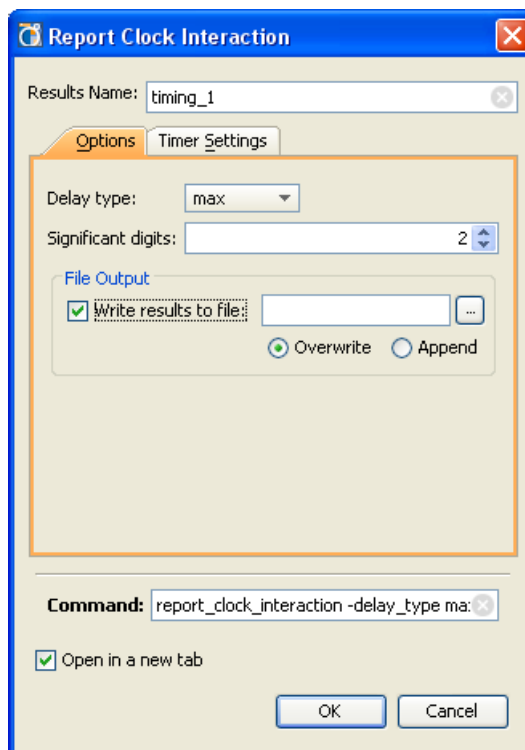 Report Clock Interaction
Results Name: timing_1
Options Timer Settings
Delay type: max
Significant digits: 2
File Output
Write results to file: ...
Overwrite Append
Command: report_clock_interaction -delay_type ma
Open in a new tab
OK Cancel